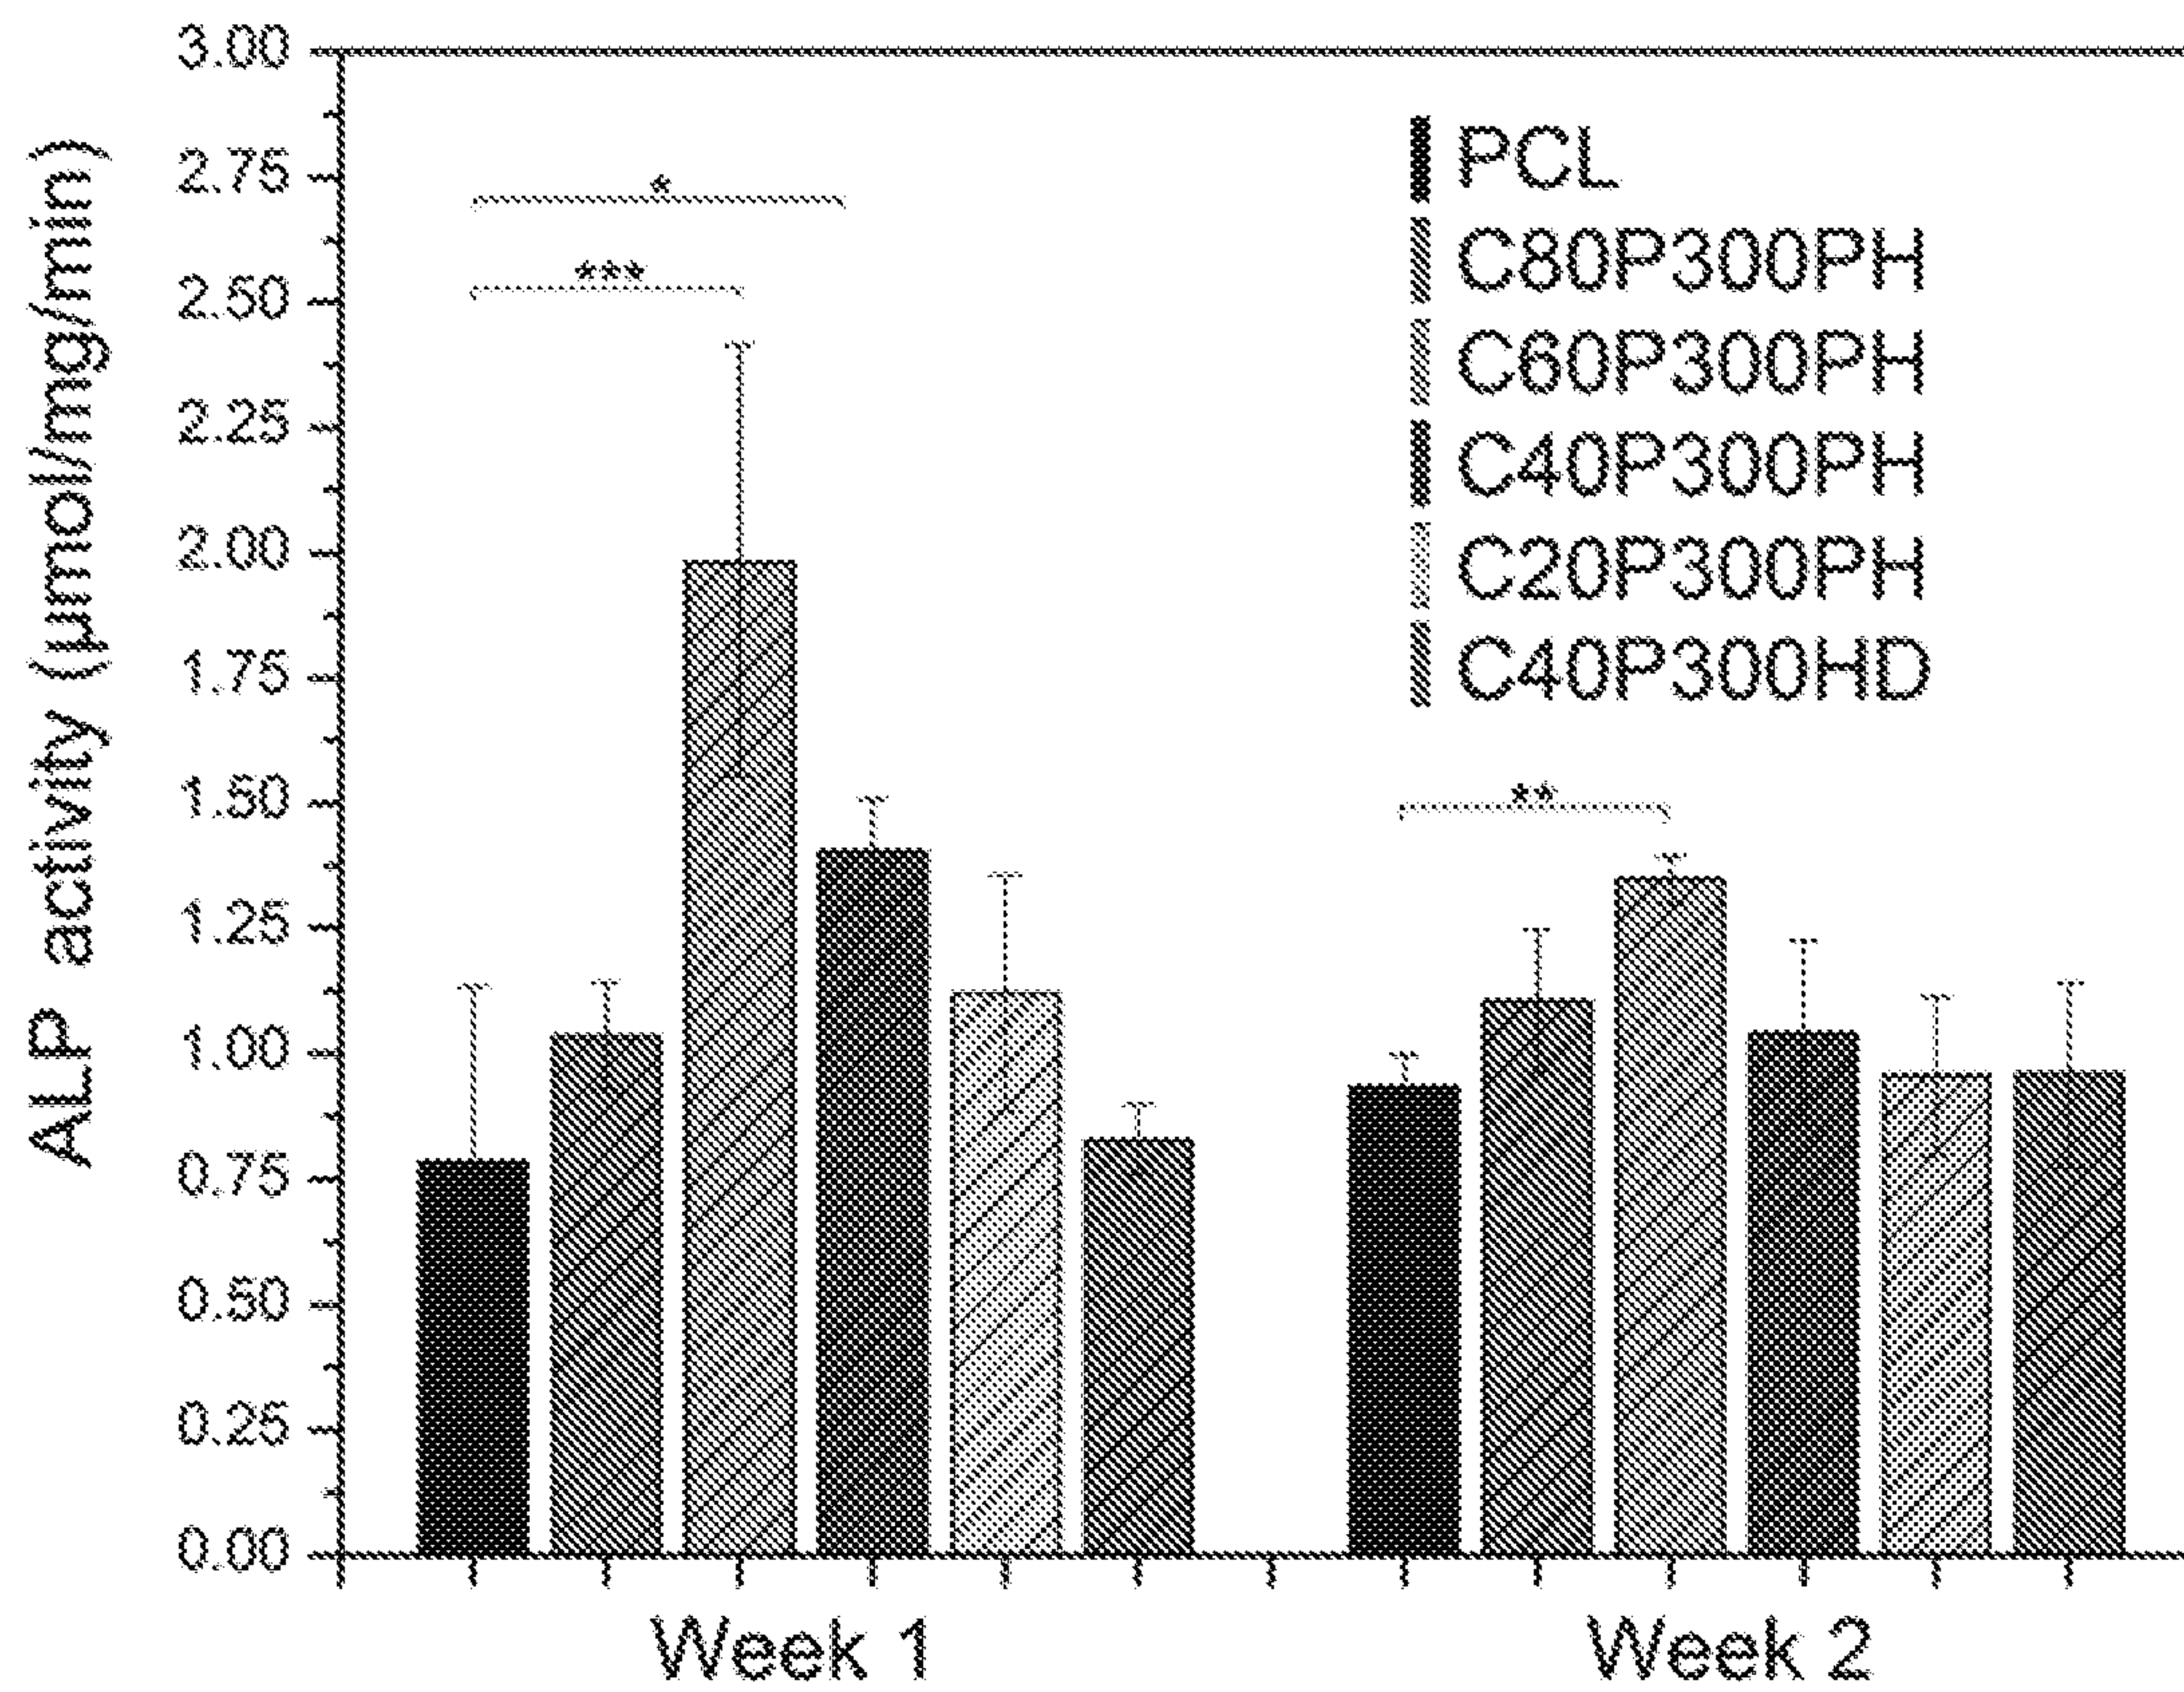 ALP activity (µmol/mg/min)
3.00
2.75
2.50
2.25
2.00
1.75
1.50
1.25
1.00
0.75
0.50
0.25
0.00
*
***
**
PCL
C80P300PH
C60P300PH
C40P300PH
C20P300PH
C40P300HD
Week 1
Week 2